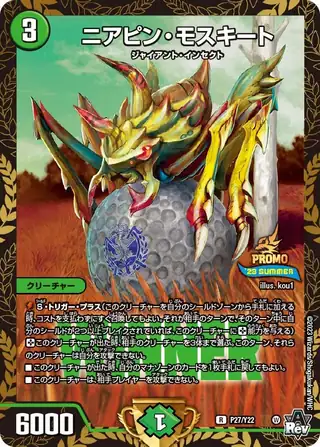 3
ニアピン・モスキート
ジャイアント・インセクト
PROMO
23 SUMMER
illus. kou1
クリーチャー
S・トリガー・プラス(このクリーチャーを自分のシールドゾーンから手札に加える
時、コストを支払わずにすぐ召喚してもよい。それが相手のターンで、そのターン中に自
分のシールドが2つ以上ブレイクされていれば、このクリーチャーに能力を与える)
このクリーチャーが出た時、相手のクリーチャーを3体まで選ぶ。このターン、それら
のクリーチャーは自分を攻撃できない。
このクリーチャーが出た時、自分のマナゾーンのカードを1枚手札に戻してもよい。
このクリーチャーは、相手プレイヤーを攻撃できない。
6000
1
R P27/Y22
Rev
©2023 Wizards/Shogakukan/WHC